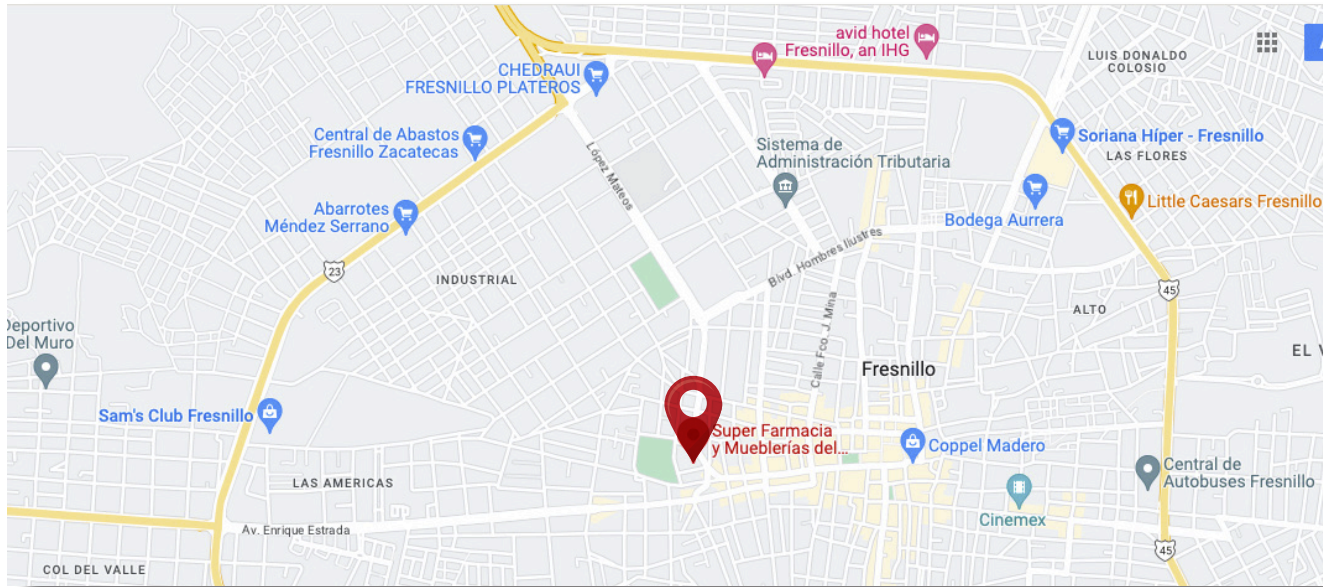 avid hotel
Fresnillo, an IHG
LUIS DONALDO
COLOSIO
CHEDRAUI
FRESNILLO PLATEROS
Central de Abastos
Fresnillo Zacatecas
López Mateos
Sistema de
Administración Tributaria
Soriana Híper - Fresnillo
LAS FLORES
Abarrotes
Méndez Serrano
Bodega Aurrera
Little Caesars Fresnillo
Blvd. Hombres Ilustres
23
INDUSTRIAL
45
ALTO
Calle Fco. J. Mina
Deportivo
Del Muro
Fresnillo
EL V
Sam's Club Fresnillo
Super Farmacia
y Mueblerías del...
Coppel Madero
LAS AMERICAS
Central de
Autobuses Fresnillo
Cinemex
Av. Enrique Estrada
45
COL DEL VALLE